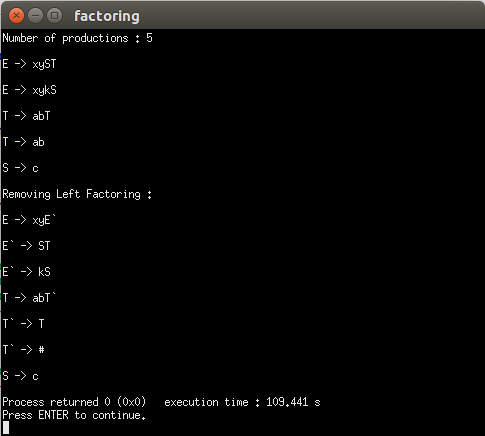 factoring
Number of productions : 5
E -> xyST
E -> xykS
T -> abT
T -> ab
S -> c
Removing Left Factoring :
E -> xyE`
E` -> ST
E` -> kS
T -> abT`
T` -> T
T` -> #
S -> c
Process returned 0 (0x0)   execution time : 109.441 s
Press ENTER to continue.